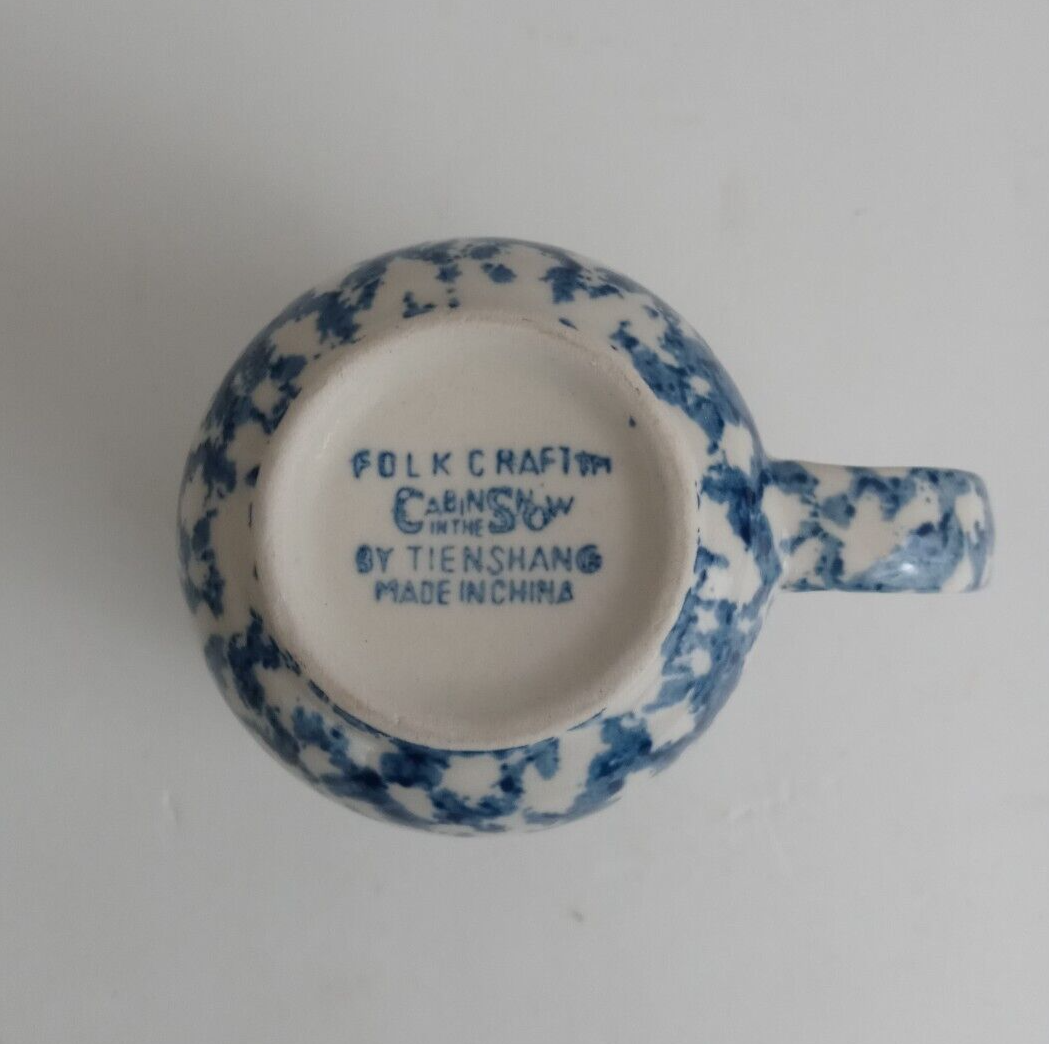 FOLK CRAFT™
CABIN IN THE SNOW
BY TIENSHANG
MADE IN CHINA